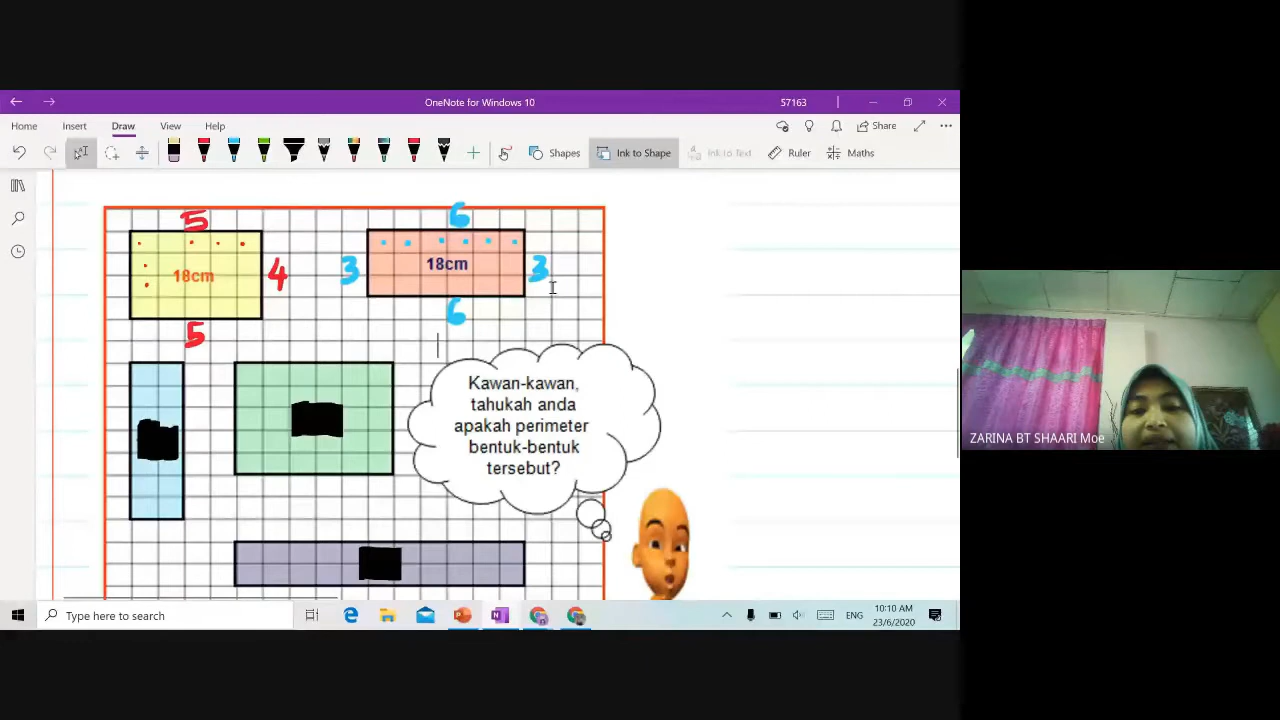 OneNote for Windows 10
57163
Home Insert Draw View Help
Share
Shapes
Ink to Shape
Ink to Text
Ruler
Maths
5
18cm
4
5
6
3
18cm
3
6
Kawan-kawan,
tahukah anda
apakah perimeter
bentuk-bentuk
tersebut?
ZARINA BT SHAARI Moe
Type here to search
ENG
10:10 AM
23/6/2020